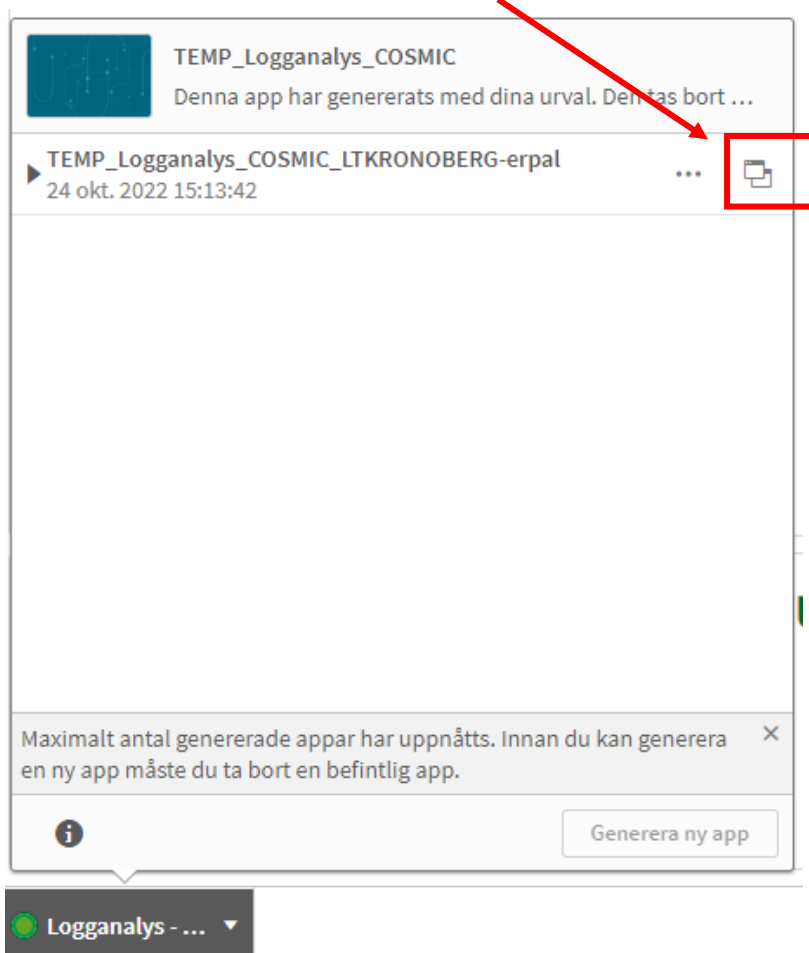 TEMP_Logganalys_COSMIC
Denna app har genererats med dina urval. Den tas bort ...
TEMP_Logganalys_COSMIC_LTKRONOBERG-erpal
24 okt. 2022 15:13:42
Maximalt antal genererade appar har uppnåtts. Innan du kan generera
en ny app måste du ta bort en befintlig app.
Generera ny app
Logganalys - ...